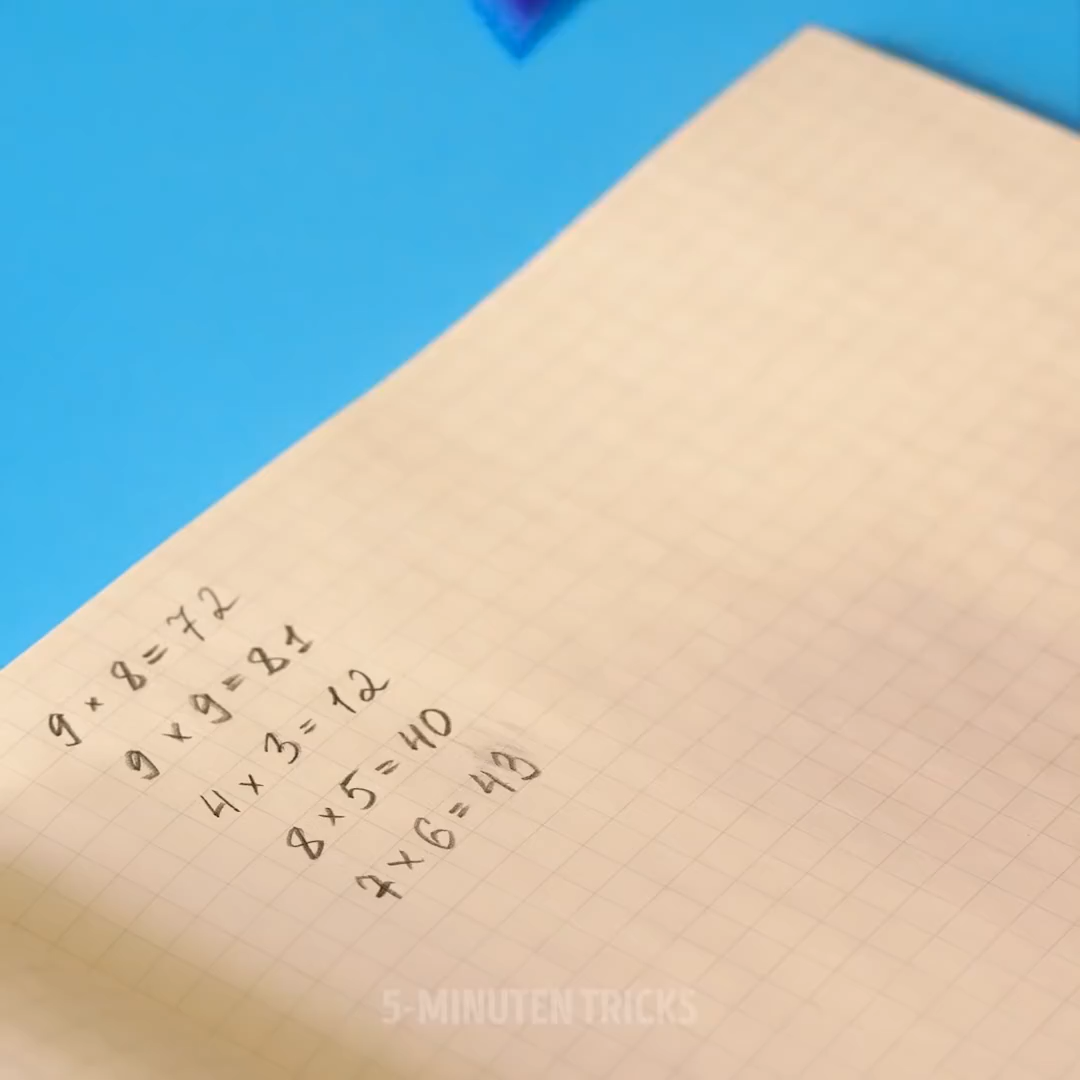 9 × 8 = 72
9 × 9 = 81
4 × 3 = 12
8 × 5 = 40
7 × 6 = 43
5-MINUTEN TRICKS